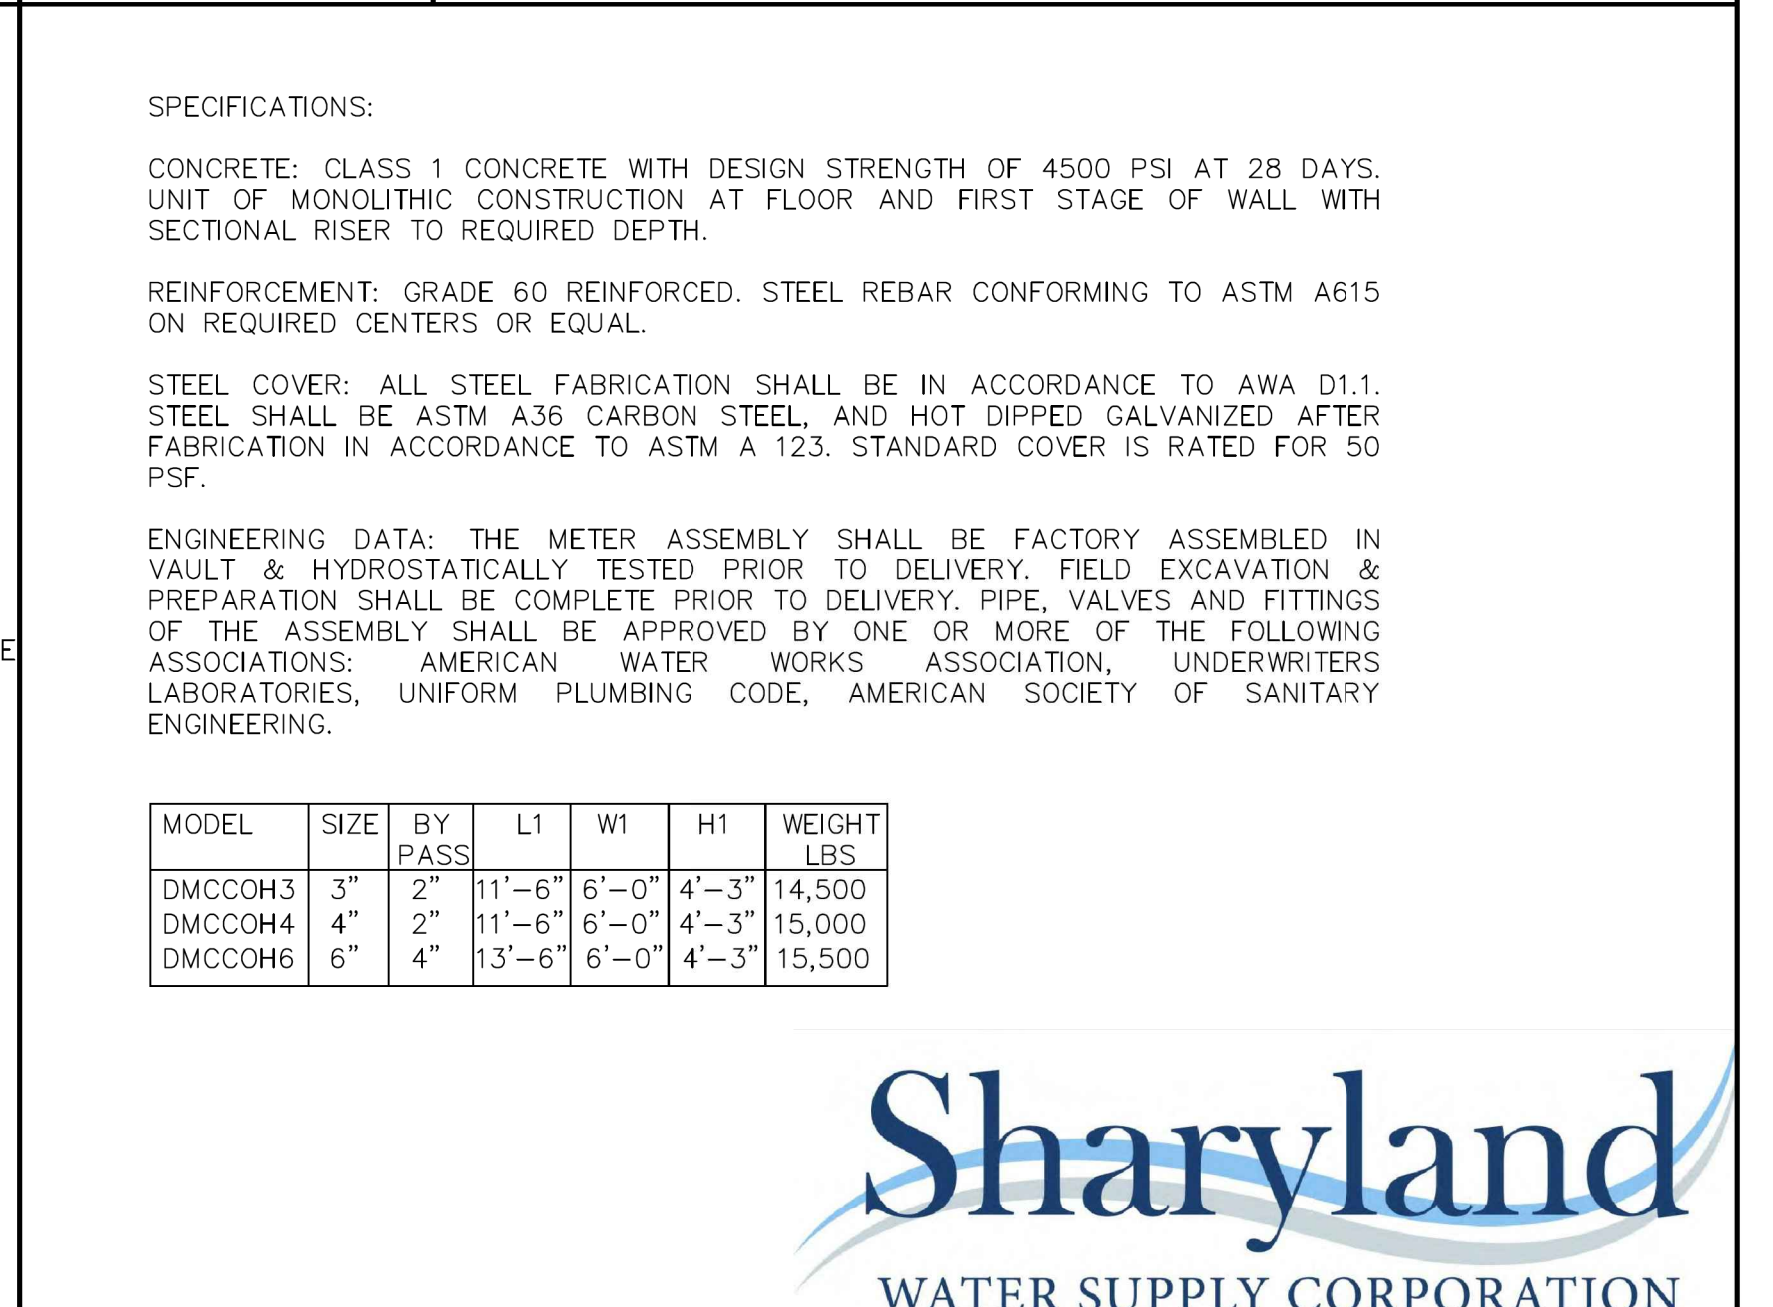 SPECIFICATIONS:
CONCRETE: CLASS 1 CONCRETE WITH DESIGN STRENGTH OF 4500 PSI AT 28 DAYS.
UNIT OF MONOLITHIC CONSTRUCTION AT FLOOR AND FIRST STAGE OF WALL WITH
SECTIONAL RISER TO REQUIRED DEPTH.
REINFORCEMENT: GRADE 60 REINFORCED. STEEL REBAR CONFORMING TO ASTM A615
ON REQUIRED CENTERS OR EQUAL.
STEEL COVER: ALL STEEL FABRICATION SHALL BE IN ACCORDANCE TO AWA D1.1.
STEEL SHALL BE ASTM A36 CARBON STEEL, AND HOT DIPPED GALVANIZED AFTER
FABRICATION IN ACCORDANCE TO ASTM A 123. STANDARD COVER IS RATED FOR 50
PSF.
ENGINEERING DATA: THE METER ASSEMBLY SHALL BE FACTORY ASSEMBLED IN
VAULT & HYDROSTATICALLY TESTED PRIOR TO DELIVERY. FIELD EXCAVATION &
PREPARATION SHALL BE COMPLETE PRIOR TO DELIVERY. PIPE, VALVES AND FITTINGS
OF THE ASSEMBLY SHALL BE APPROVED BY ONE OR MORE OF THE FOLLOWING
ASSOCIATIONS: AMERICAN WATER WORKS ASSOCIATION, UNDERWRITERS
LABORATORIES, UNIFORM PLUMBING CODE, AMERICAN SOCIETY OF SANITARY
ENGINEERING.
E
MODEL SIZE BY PASS L1 W1 H1 WEIGHT LBS
DMCCOH3 3" 2" 11'–6" 6'–0" 4'–3" 14,500
DMCCOH4 4" 2" 11'–6" 6'–0" 4'–3" 15,000
DMCCOH6 6" 4" 13'–6" 6'–0" 4'–3" 15,500
Sharyland
WATER SUPPLY CORPORATION